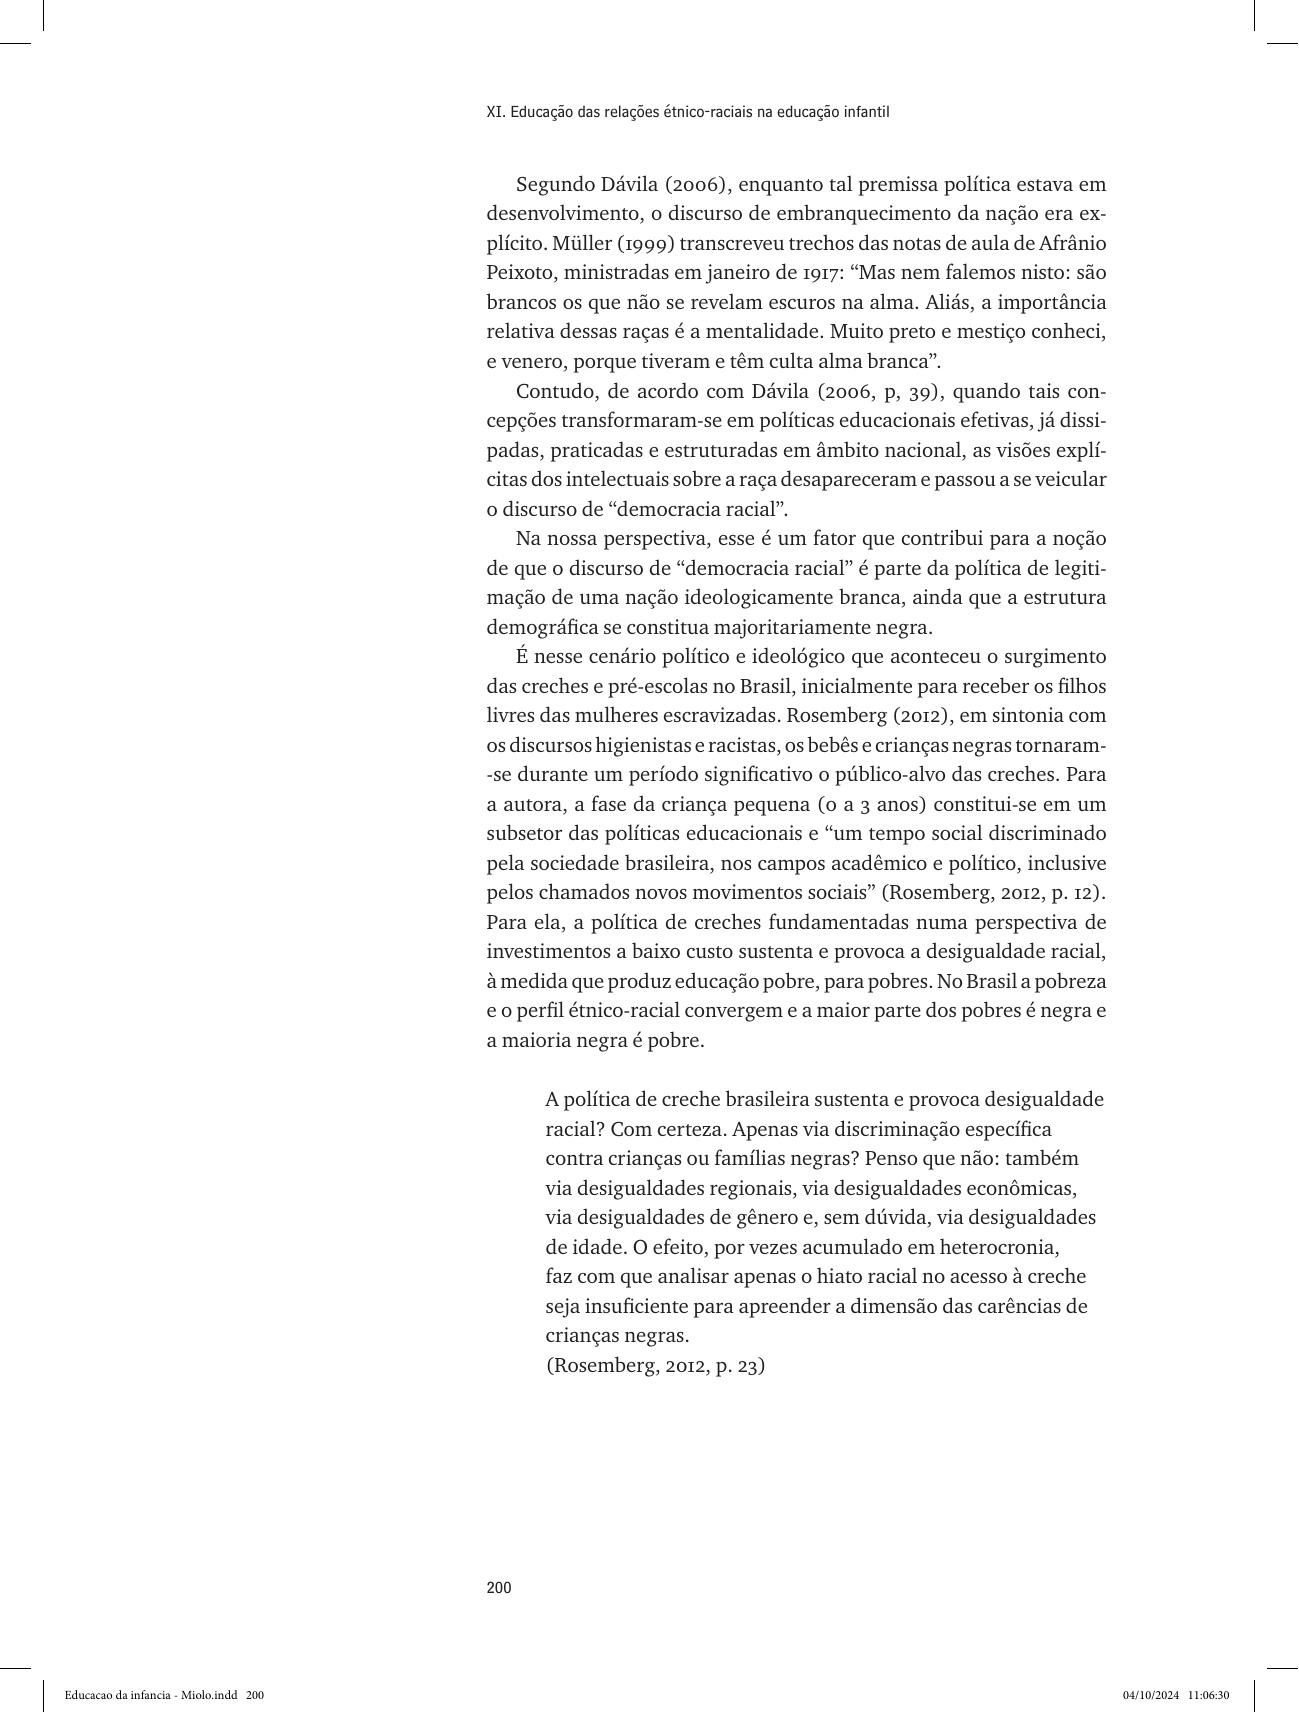 XI. Educação das relações étnico-raciais na educação infantil
Segundo Dávila (2006), enquanto tal premissa política estava em
desenvolvimento, o discurso de embranquecimento da nação era ex-
plícito. Müller (1999) transcreveu trechos das notas de aula de Afrânio
Peixoto, ministradas em janeiro de 1917: “Mas nem falemos nisto: são
brancos os que não se revelam escuros na alma. Aliás, a importância
relativa dessas raças é a mentalidade. Muito preto e mestiço conheci,
e venero, porque tiveram e têm culta alma branca”.
Contudo, de acordo com Dávila (2006, p, 39), quando tais con-
cepções transformaram-se em políticas educacionais efetivas, já dissi-
padas, praticadas e estruturadas em âmbito nacional, as visões explí-
citas dos intelectuais sobre a raça desapareceram e passou a se veicular
o discurso de “democracia racial”.
Na nossa perspectiva, esse é um fator que contribui para a noção
de que o discurso de “democracia racial” é parte da política de legiti-
mação de uma nação ideologicamente branca, ainda que a estrutura
demográfica se constitua majoritariamente negra.
É nesse cenário político e ideológico que aconteceu o surgimento
das creches e pré-escolas no Brasil, inicialmente para receber os filhos
livres das mulheres escravizadas. Rosemberg (2012), em sintonia com
os discursos higienistas e racistas, os bebês e crianças negras tornaram-
-se durante um período significativo o público-alvo das creches. Para
a autora, a fase da criança pequena (0 a 3 anos) constitui-se em um
subsetor das políticas educacionais e “um tempo social discriminado
pela sociedade brasileira, nos campos acadêmico e político, inclusive
pelos chamados novos movimentos sociais” (Rosemberg, 2012, p. 12).
Para ela, a política de creches fundamentadas numa perspectiva de
investimentos a baixo custo sustenta e provoca a desigualdade racial,
à medida que produz educação pobre, para pobres. No Brasil a pobreza
e o perfil étnico-racial convergem e a maior parte dos pobres é negra e
a maioria negra é pobre.
A política de creche brasileira sustenta e provoca desigualdade
racial? Com certeza. Apenas via discriminação específica
contra crianças ou famílias negras? Penso que não: também
via desigualdades regionais, via desigualdades econômicas,
via desigualdades de gênero e, sem dúvida, via desigualdades
de idade. O efeito, por vezes acumulado em heterocronia,
faz com que analisar apenas o hiato racial no acesso à creche
seja insuficiente para apreender a dimensão das carências de
crianças negras.
(Rosemberg, 2012, p. 23)
200
Educacao da infancia - Miolo.indd 200
04/10/2024 11:06:30